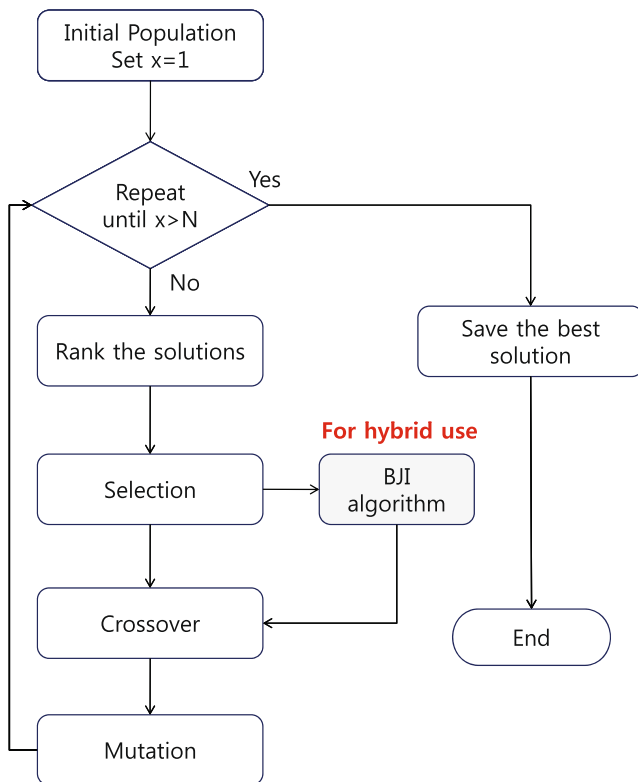 Initial Population
Set x=1
Repeat
until x>N
Yes
No
Rank the solutions
Save the best
solution
For hybrid use
Selection
BJI
algorithm
Crossover
End
Mutation